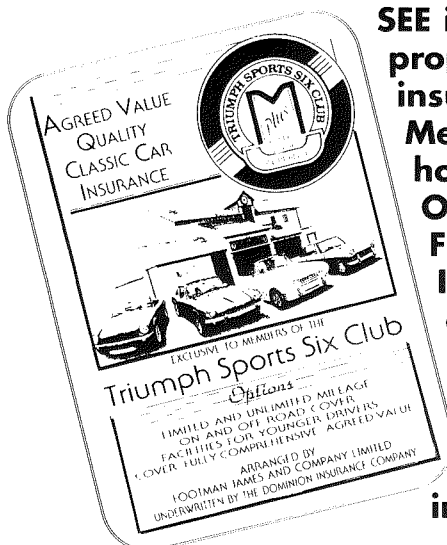 AGREED VALUE
QUALITY
CLASSIC CAR
INSURANCE
TRIUMPH SPORTS SIX CLUB
M
plus
EXCLUSIVE TO MEMBERS OF THE
Triumph Sports Six Club
Options
LIMITED AND UNLIMITED MILEAGE
ON AND OFF ROAD COVER
FACILITIES FOR YOUNGER DRIVERS
COVER FULLY COMPREHENSIVE AGREED VALUE
ARRANGED BY
FOOTMAN JAMES AND COMPANY LIMITED
UNDERWRITTEN BY THE DOMINION INSURANCE COMPANY
SEE i
pro
insu
Me
ho
O
F
I
in